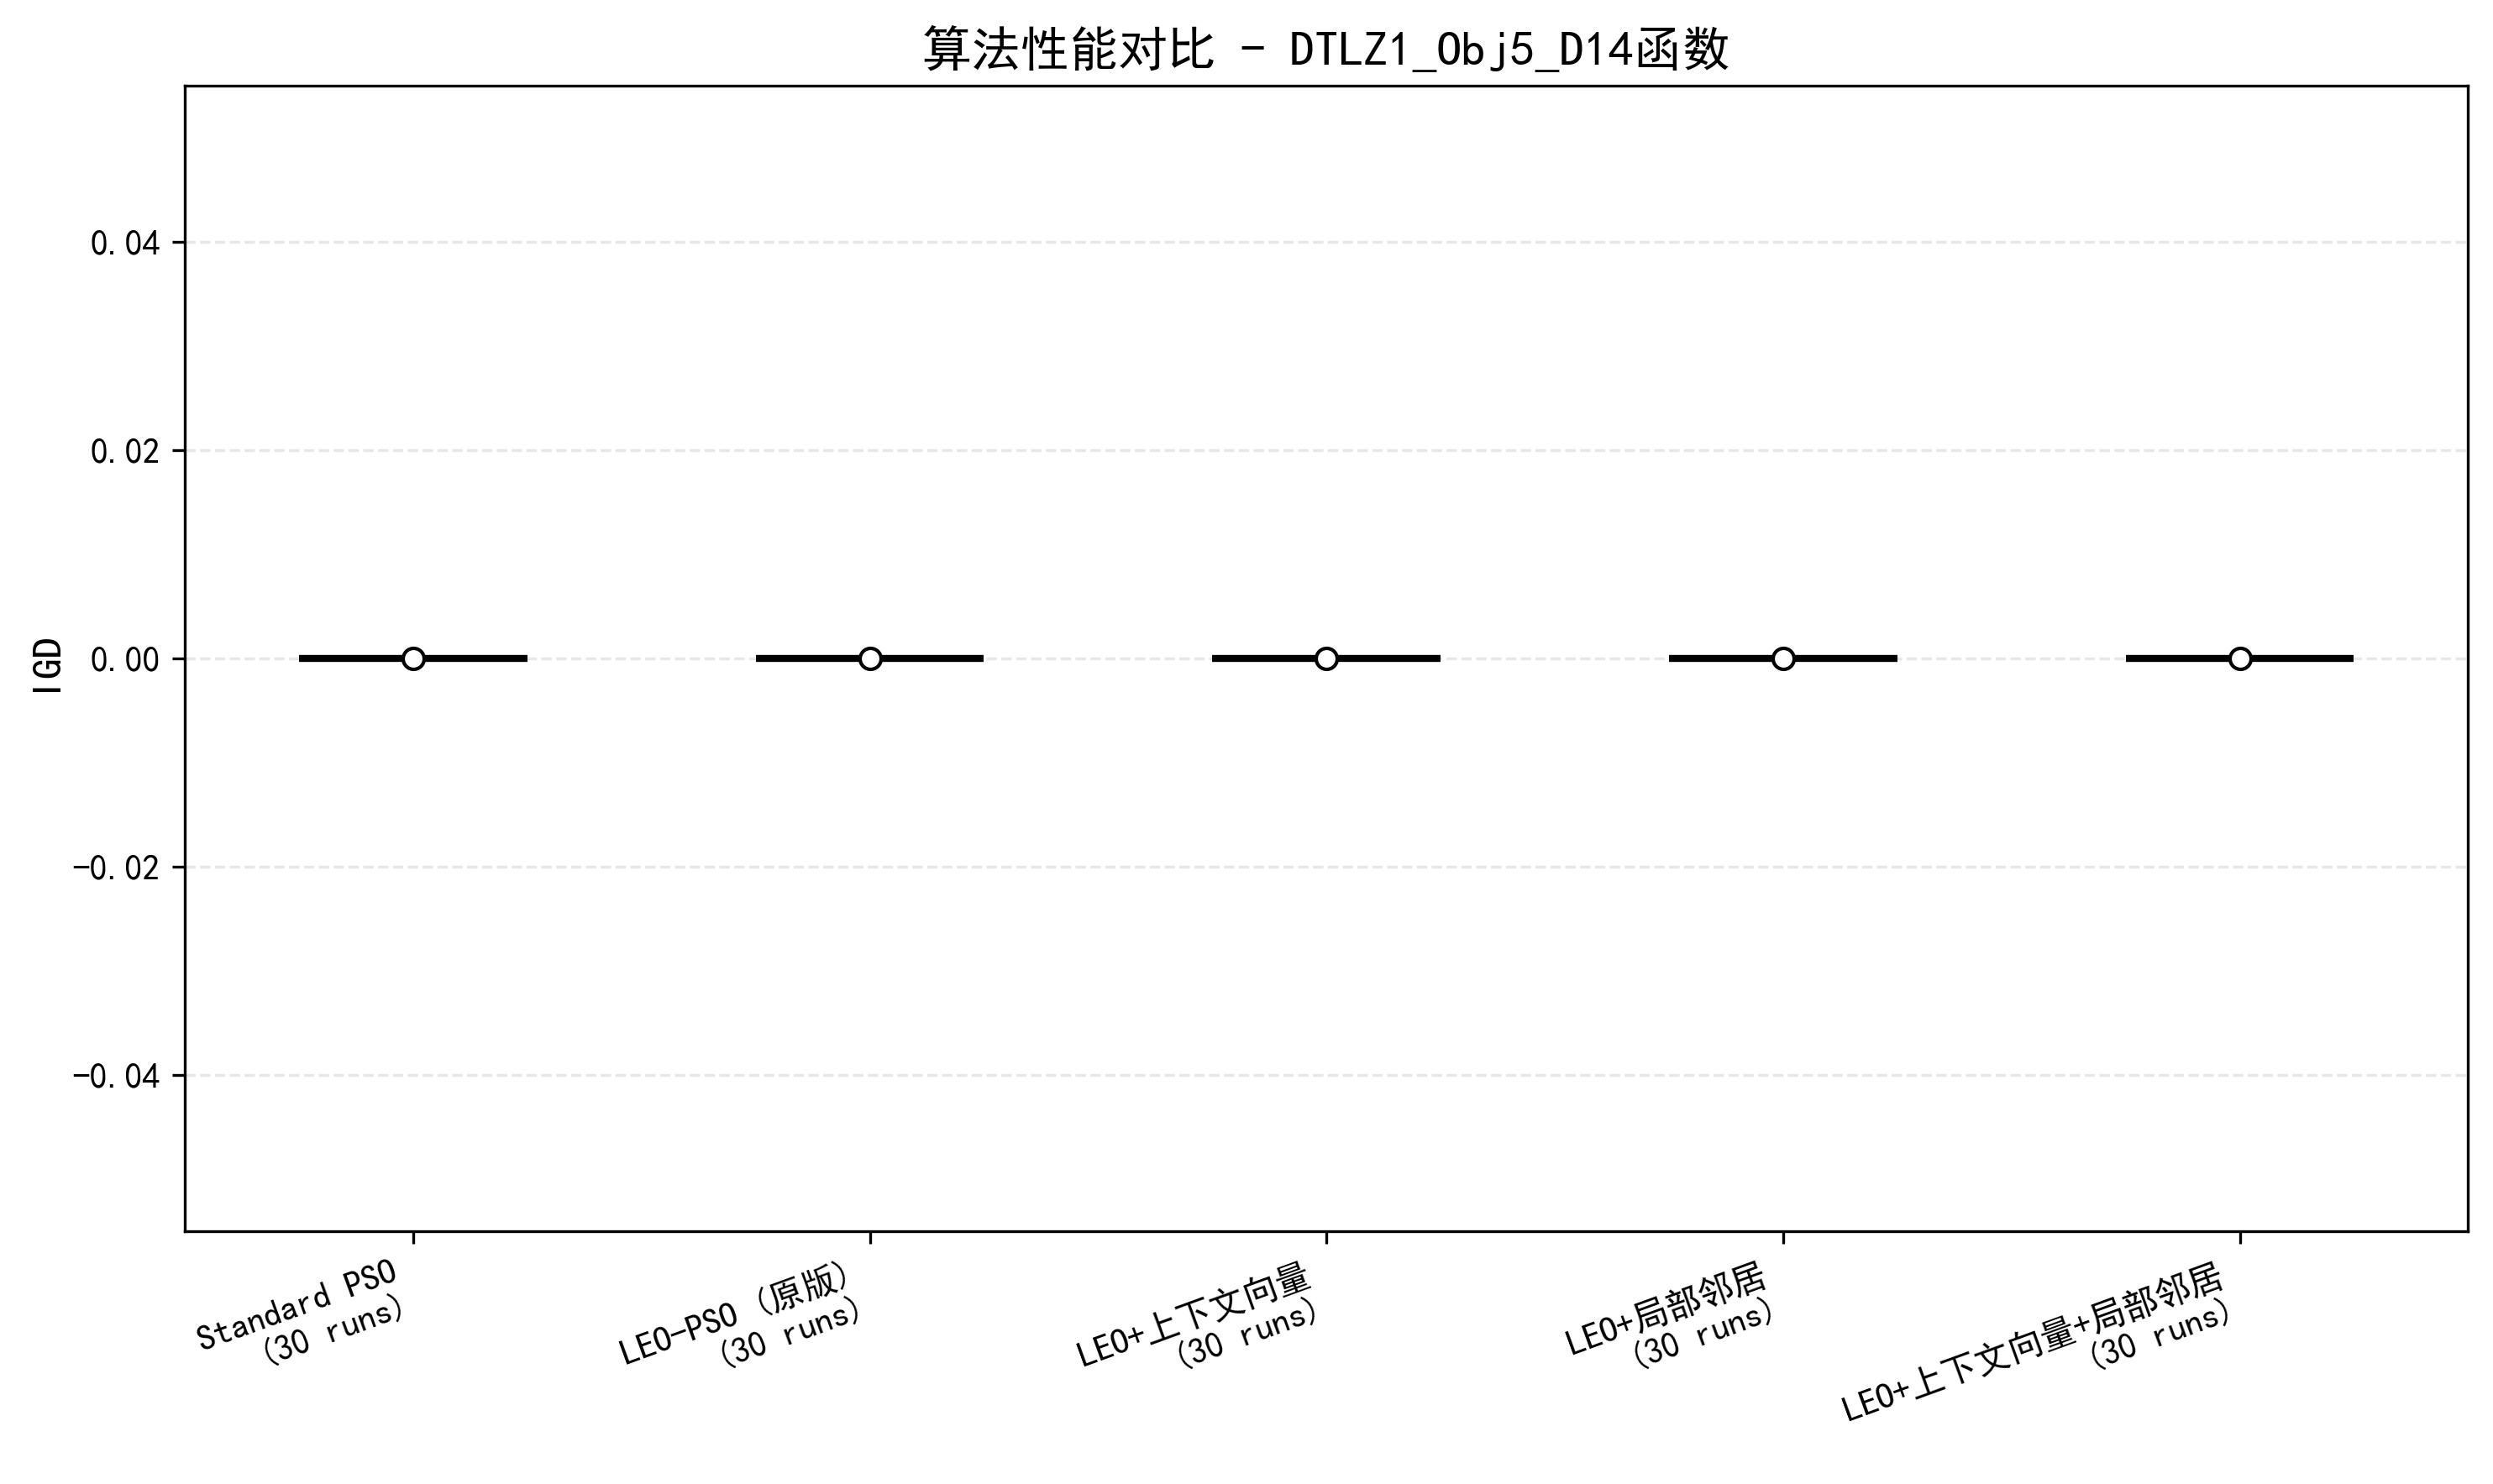 算法性能对比 - DTLZ1_Obj5_D14函数
IGD
0.04
0.02
0.00
-0.02
-0.04
Standard PSO
(30 runs)
LEO-PSO (原版)
(30 runs)
LEO+上下文向量
(30 runs)
LEO+局部邻居
(30 runs)
LEO+上下文向量+局部邻居
(30 runs)